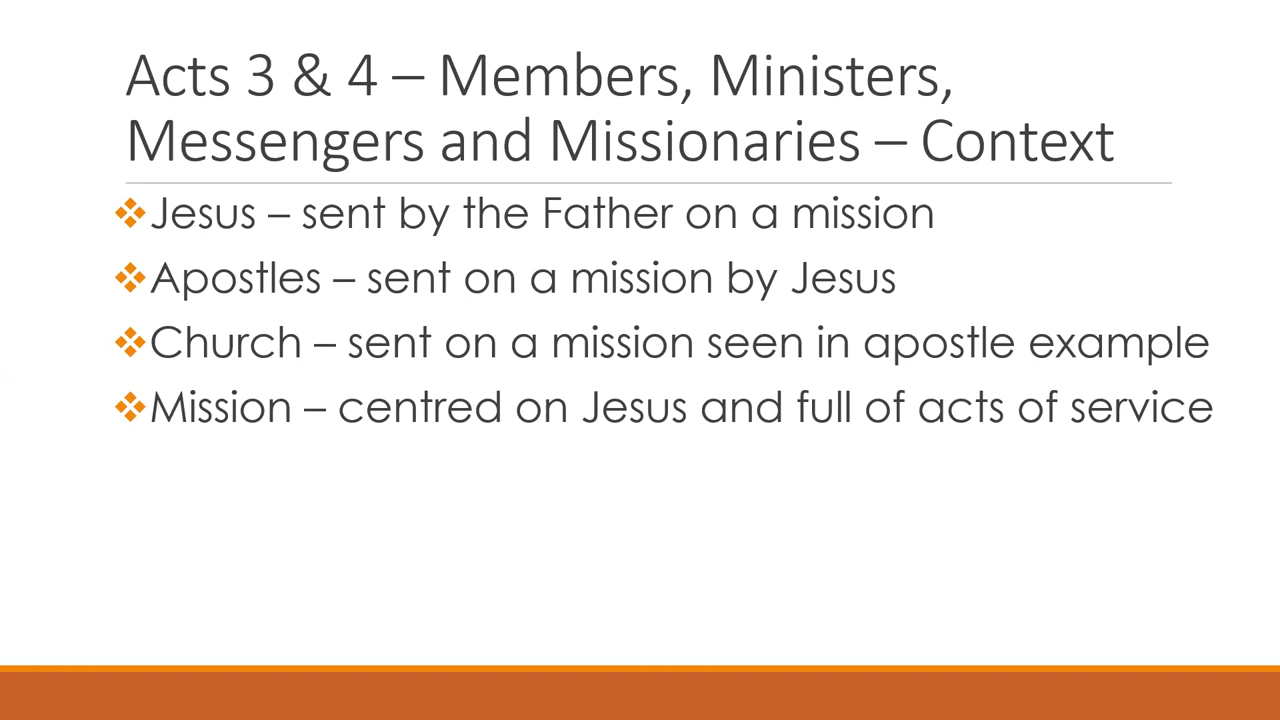 Acts 3 & 4 – Members, Ministers,
Messengers and Missionaries – Context
❖Jesus – sent by the Father on a mission
❖Apostles – sent on a mission by Jesus
❖Church – sent on a mission seen in apostle example
❖Mission – centred on Jesus and full of acts of service